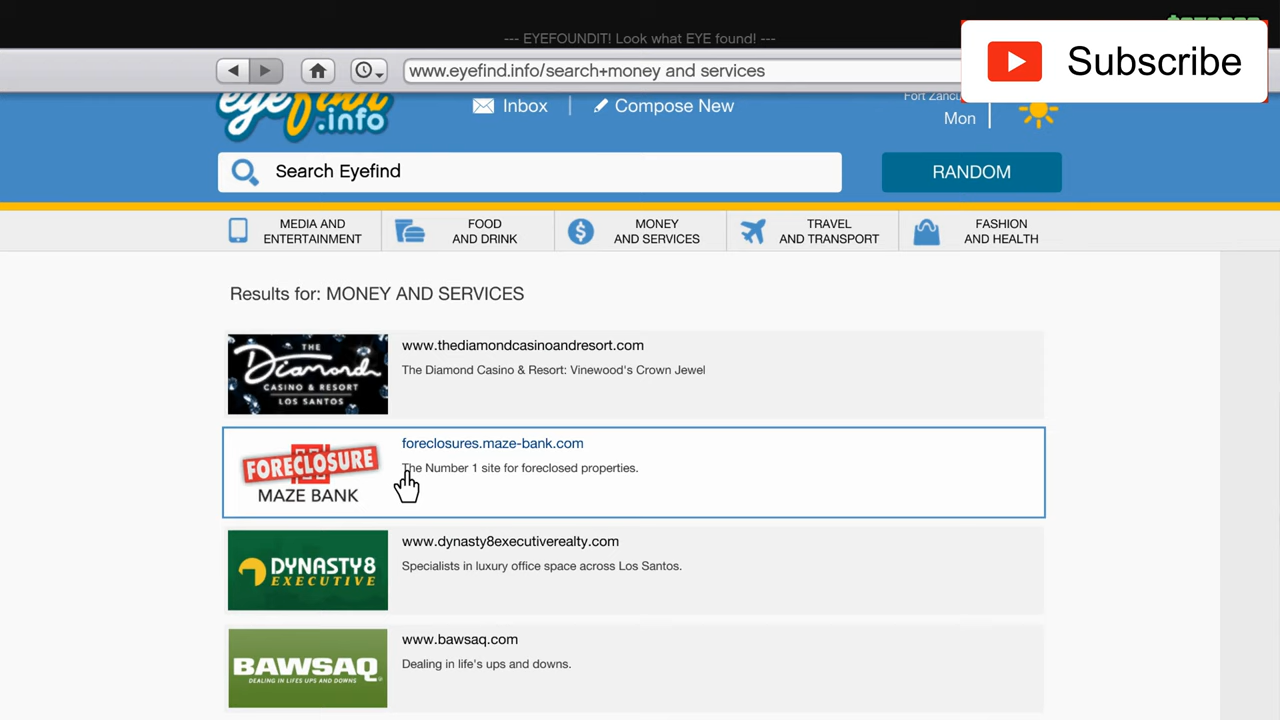 --- EYEFOUNDIT! Look what EYE found! ---
Subscribe
www.eyefind.info/search+money and services
eyefind
.info
Inbox
Compose New
Mon
Search Eyefind
RANDOM
MEDIA AND
ENTERTAINMENT
FOOD
AND DRINK
MONEY
AND SERVICES
TRAVEL
AND TRANSPORT
FASHION
AND HEALTH
Results for: MONEY AND SERVICES
THE
Diamond
CASINO & RESORT
LOS SANTOS
www.thediamondcasinoandresort.com
The Diamond Casino & Resort: Vinewood's Crown Jewel
FORECLOSURE
MAZE BANK
foreclosures.maze-bank.com
The Number 1 site for foreclosed properties.
DYNASTY8
EXECUTIVE
www.dynasty8executiverealty.com
Specialists in luxury office space across Los Santos.
BAWSAQ
DEALING IN LIFES UPS AND DOWNS
www.bawsaq.com
Dealing in life's ups and downs.